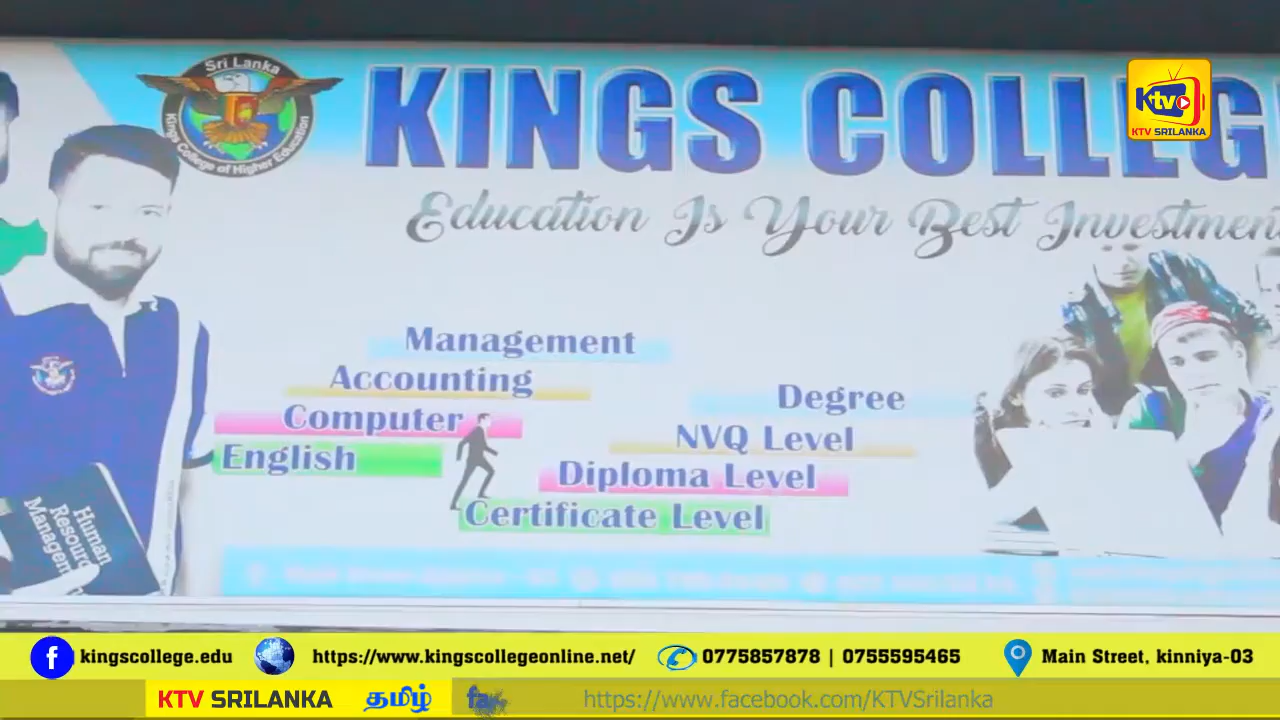 Sri Lanka
Kings College of Higher Education
KINGS COLLEG
Ktv
KTV SRILANKA
Education Is Your Best Investmen
Management
Accounting
Computer
English
Degree
NVQ Level
Diploma Level
Certificate Level
Human
Resourc
Managem
kingscollege.edu
https://www.kingscollegeonline.net/
0775857878 | 0755595465
Main Street, kinniya-03
KTV SRILANKA தமிழ்
https://www.facebook.com/KTVSrilanka